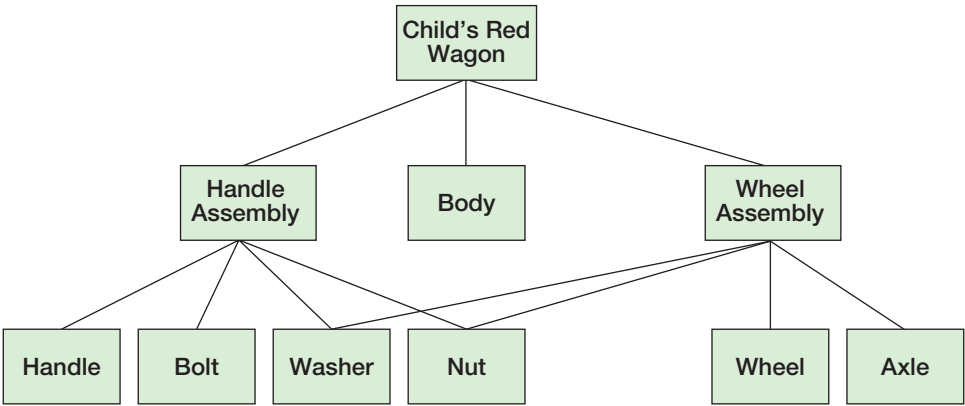 Child’s Red
Wagon
Handle
Assembly
Body
Wheel
Assembly
Handle
Bolt
Washer
Nut
Wheel
Axle